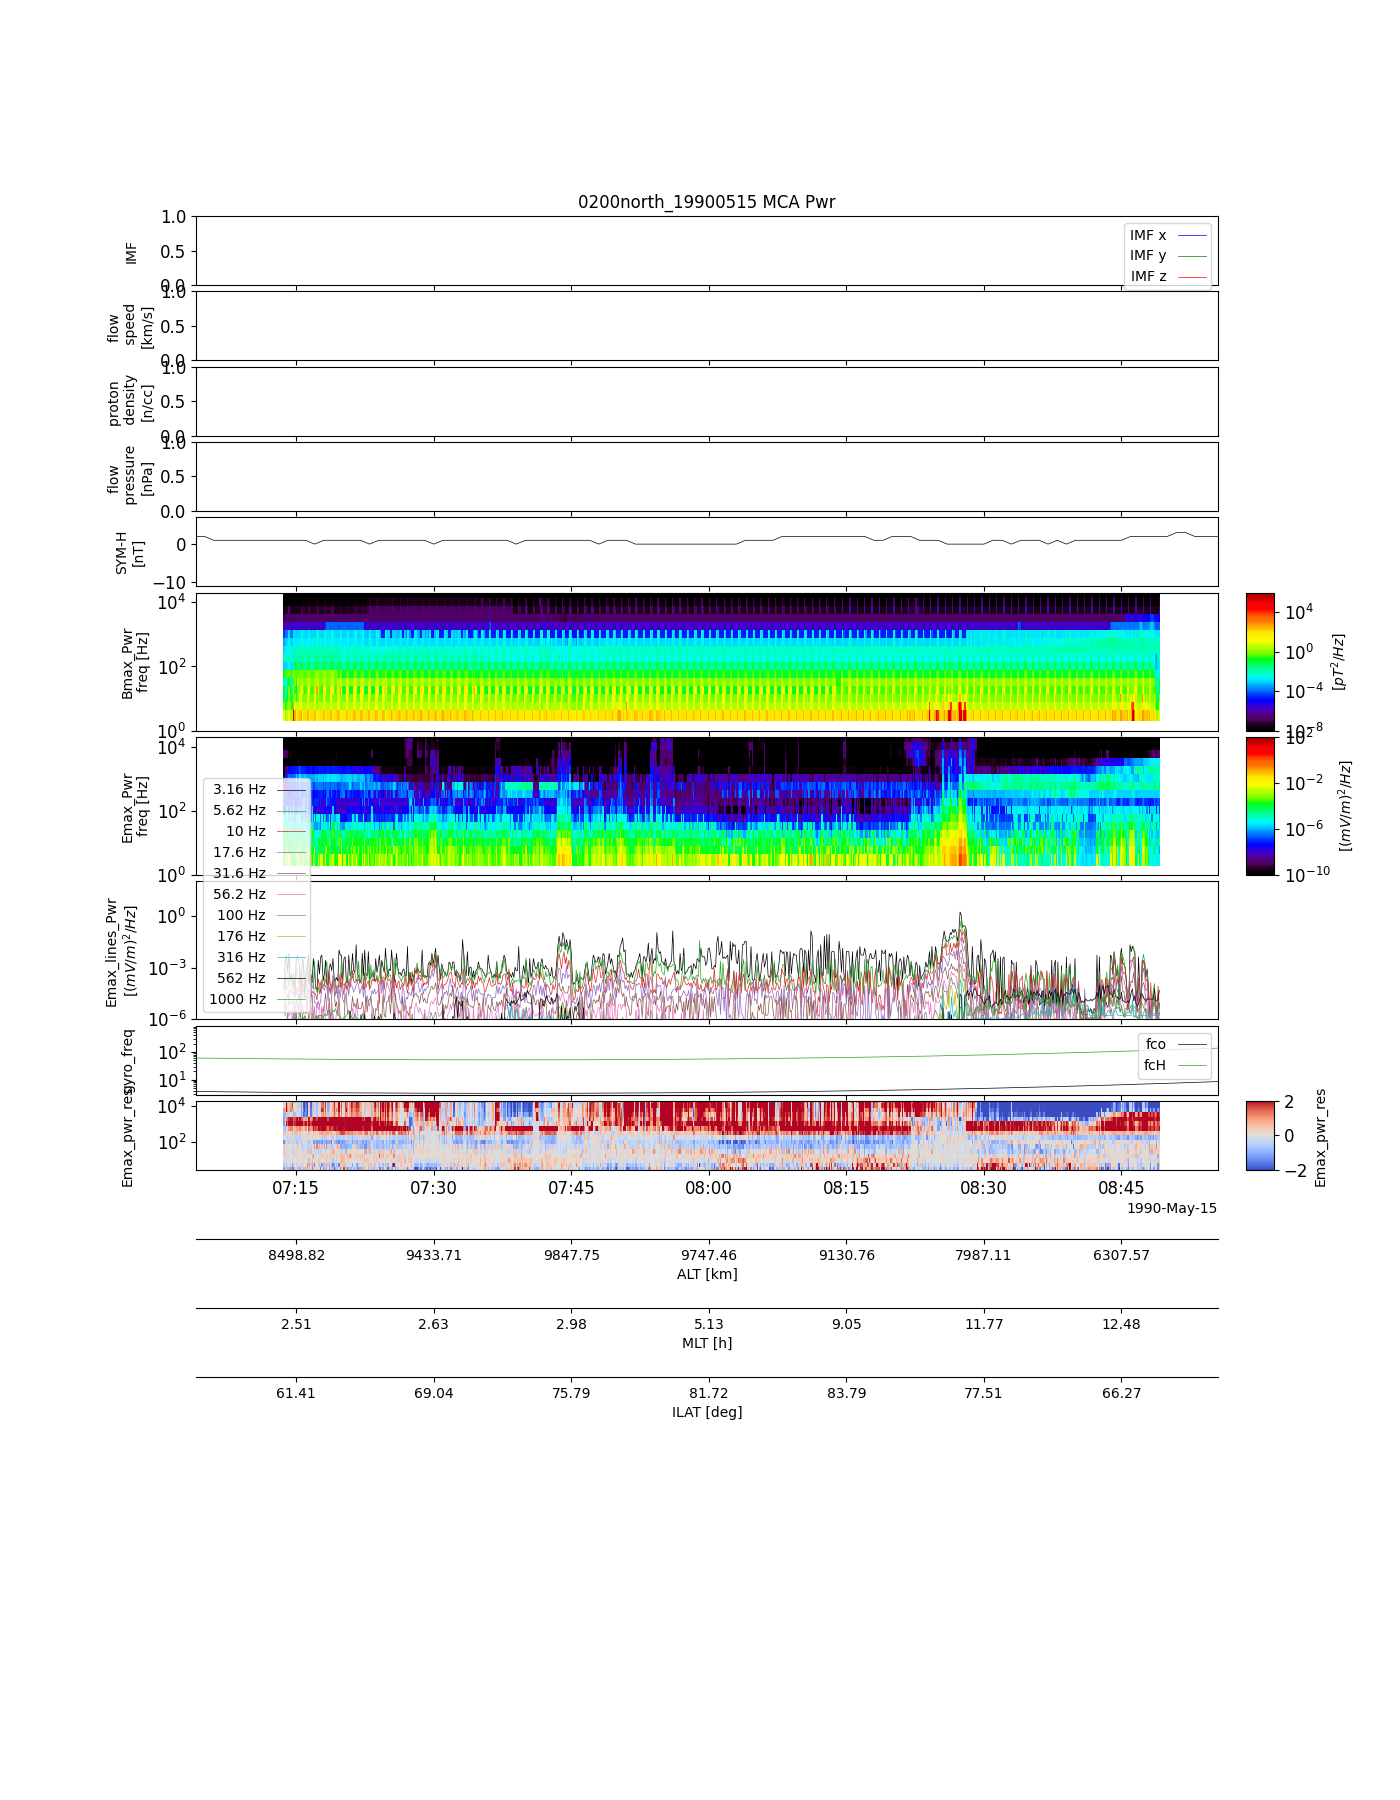 0200north_19900515 MCA Pwr
1.0
0.5
0.0
IMF
IMF x
IMF y
IMF z
1.0
0.5
0.0
flow
speed
[km/s]
1.0
0.5
0.0
proton
density
[n/cc]
1.0
0.5
0.0
flow
pressure
[nPa]
0
−10
SYM-H
[nT]
10^4
10^2
10^0
Bmax_Pwr
freq [Hz]
10^4
10^0
10^−4
10^−8
[pT^2/Hz]
10^4
10^2
10^0
Emax_Pwr
freq [Hz]
10^2
10^−2
10^−6
10^−10
[(mV/m)^2/Hz]
3.16 Hz
5.62 Hz
10 Hz
17.6 Hz
31.6 Hz
56.2 Hz
100 Hz
176 Hz
316 Hz
562 Hz
1000 Hz
10^0
10^−3
10^−6
Emax_lines_Pwr
[(mV/m)^2/Hz]
10^2
10^1
gyro_freq
fco
fcH
10^4
10^2
Emax_pwr_res
2
0
−2
Emax_pwr_res
07:15 07:30 07:45 08:00 08:15 08:30 08:45
1990-May-15
8498.82 9433.71 9847.75 9747.46 9130.76 7987.11 6307.57
ALT [km]
2.51 2.63 2.98 5.13 9.05 11.77 12.48
MLT [h]
61.41 69.04 75.79 81.72 83.79 77.51 66.27
ILAT [deg]